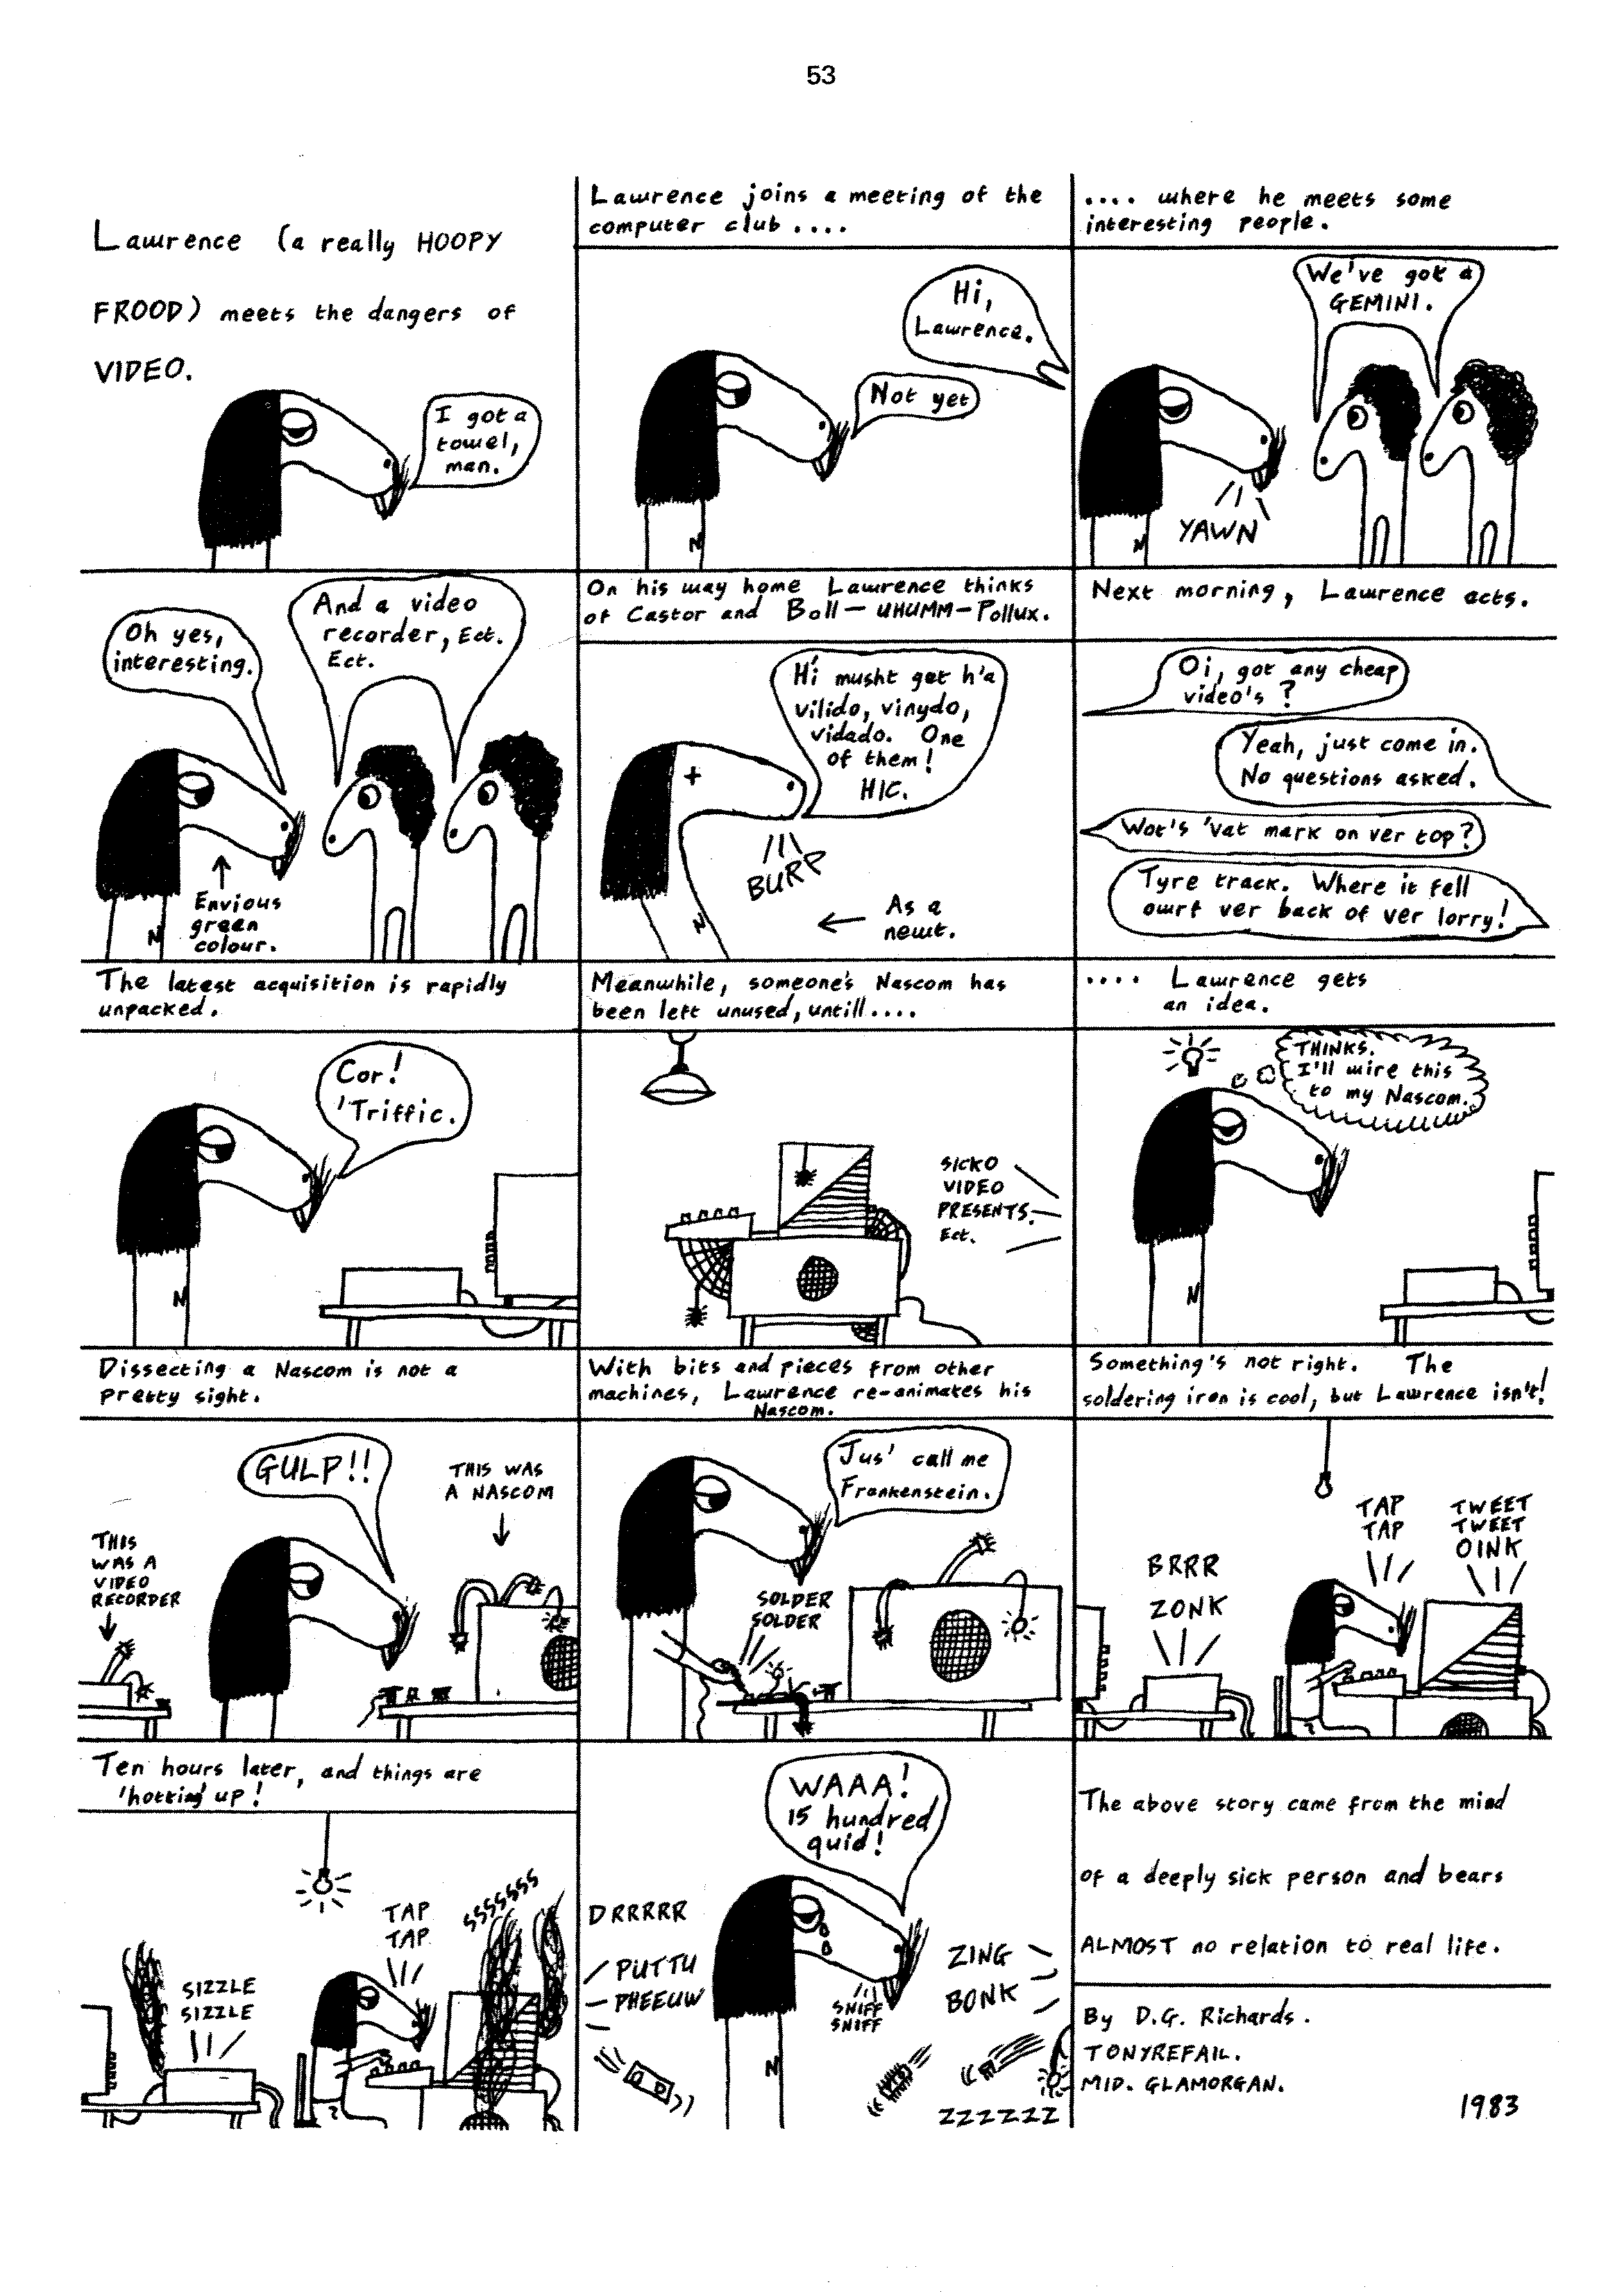 53
Lawrence (a really HOOPY
FROOD) meets the dangers of
VIDEO.
I got a
towel,
man.
Lawrence joins a meeting of the
computer club ....
Hi,
Lawrence.
Not yet
N
.... where he meets some
interesting people.
We've got a
GEMINI.
YAWN
N
Oh yes,
interesting.
And a video
recorder, Ect.
Ect.
Envious
green
colour.
N
On his way home Lawrence thinks
of Castor and Boll — UHUMM — Pollux.
Hi musht get h'a
vilido, vinydo,
vidado. One
of them!
HIC.
BURP
As a
newt.
N
Next morning, Lawrence acts.
Oi, got any cheap
video's ?
Yeah, just come in.
No questions asked.
Wot's 'vat mark on ver top?
Tyre track. Where it fell
owrt ver back of ver lorry!
The latest acquisition is rapidly
unpacked.
Cor!
'Triffic.
N
Meanwhile, someone's Nascom has
been left unused, untill....
SICKO
VIDEO
PRESENTS.
Ect.
.... Lawrence gets
an idea.
THINKS.
I'll wire this
to my Nascom.
N
Dissecting a Nascom is not a
pretty sight.
GULP!!
THIS WAS
A NASCOM
THIS
WAS A
VIDEO
RECORDER
With bits and pieces from other
machines, Lawrence re-animates his
Nascom.
Jus' call me
Frankenstein.
SOLDER
SOLDER
Something's not right. The
soldering iron is cool, but Lawrence isn't!
TAP
TAP
TWEET
TWEET
OINK
BRRR
ZONK
Ten hours later, and things are
'hotting' up!
SSSSSSS
TAP
TAP
SIZZLE
SIZZLE
WAAA!
15 hundred
quid!
DRRRRR
PUTTU
PHEEUW
SNIFF
SNIFF
ZING
BONK
N
ZZZZZZ
The above story came from the mind
of a deeply sick person and bears
ALMOST no relation to real life.
By D.G. Richards.
TONYREFAIL.
MID. GLAMORGAN.
1983